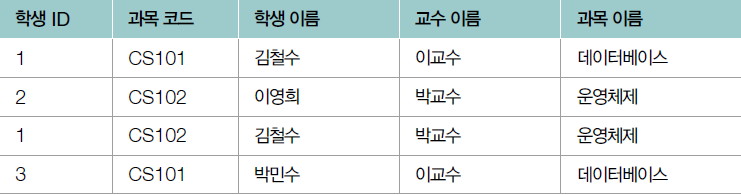 학생 ID 과목 코드 학생 이름 교수 이름 과목 이름
1 CS101 김철수 이교수 데이터베이스
2 CS102 이영희 박교수 운영체제
1 CS102 김철수 박교수 운영체제
3 CS101 박민수 이교수 데이터베이스